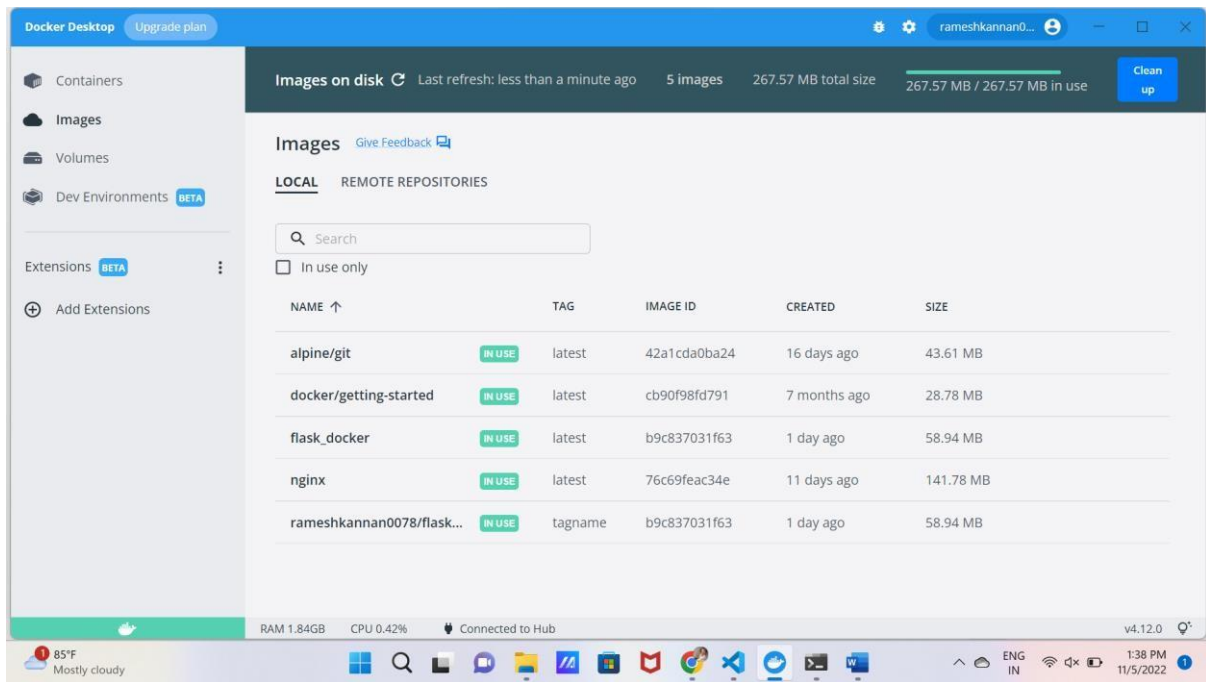 Docker Desktop Upgrade plan rameshkannan0...
Containers
Images
Volumes
Dev Environments BETA
Extensions BETA
Add Extensions
Images on disk Last refresh: less than a minute ago 5 images 267.57 MB total size 267.57 MB / 267.57 MB in use Clean up
Images Give Feedback
LOCAL REMOTE REPOSITORIES
Search
In use only
NAME TAG IMAGE ID CREATED SIZE
alpine/git IN USE latest 42a1cda0ba24 16 days ago 43.61 MB
docker/getting-started IN USE latest cb90f98fd791 7 months ago 28.78 MB
flask_docker IN USE latest b9c837031f63 1 day ago 58.94 MB
nginx IN USE latest 76c69feac34e 11 days ago 141.78 MB
rameshkannan0078/flask... IN USE tagname b9c837031f63 1 day ago 58.94 MB
RAM 1.84GB CPU 0.42% Connected to Hub v4.12.0
1 85°F
Mostly cloudy
ENG
IN
1:38 PM
11/5/2022
1